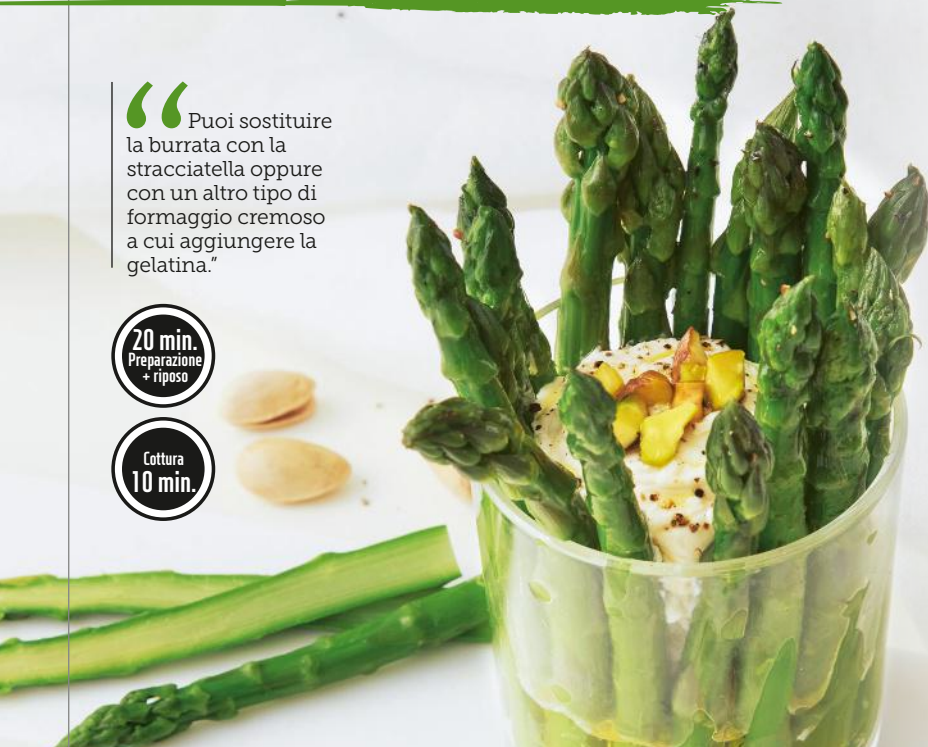 “Puoi sostituire
la burrata con la
stracciatella oppure
con un altro tipo di
formaggio cremoso
a cui aggiungere la
gelatina.”
20 min.
Preparazione
+ riposo
Cottura
10 min.